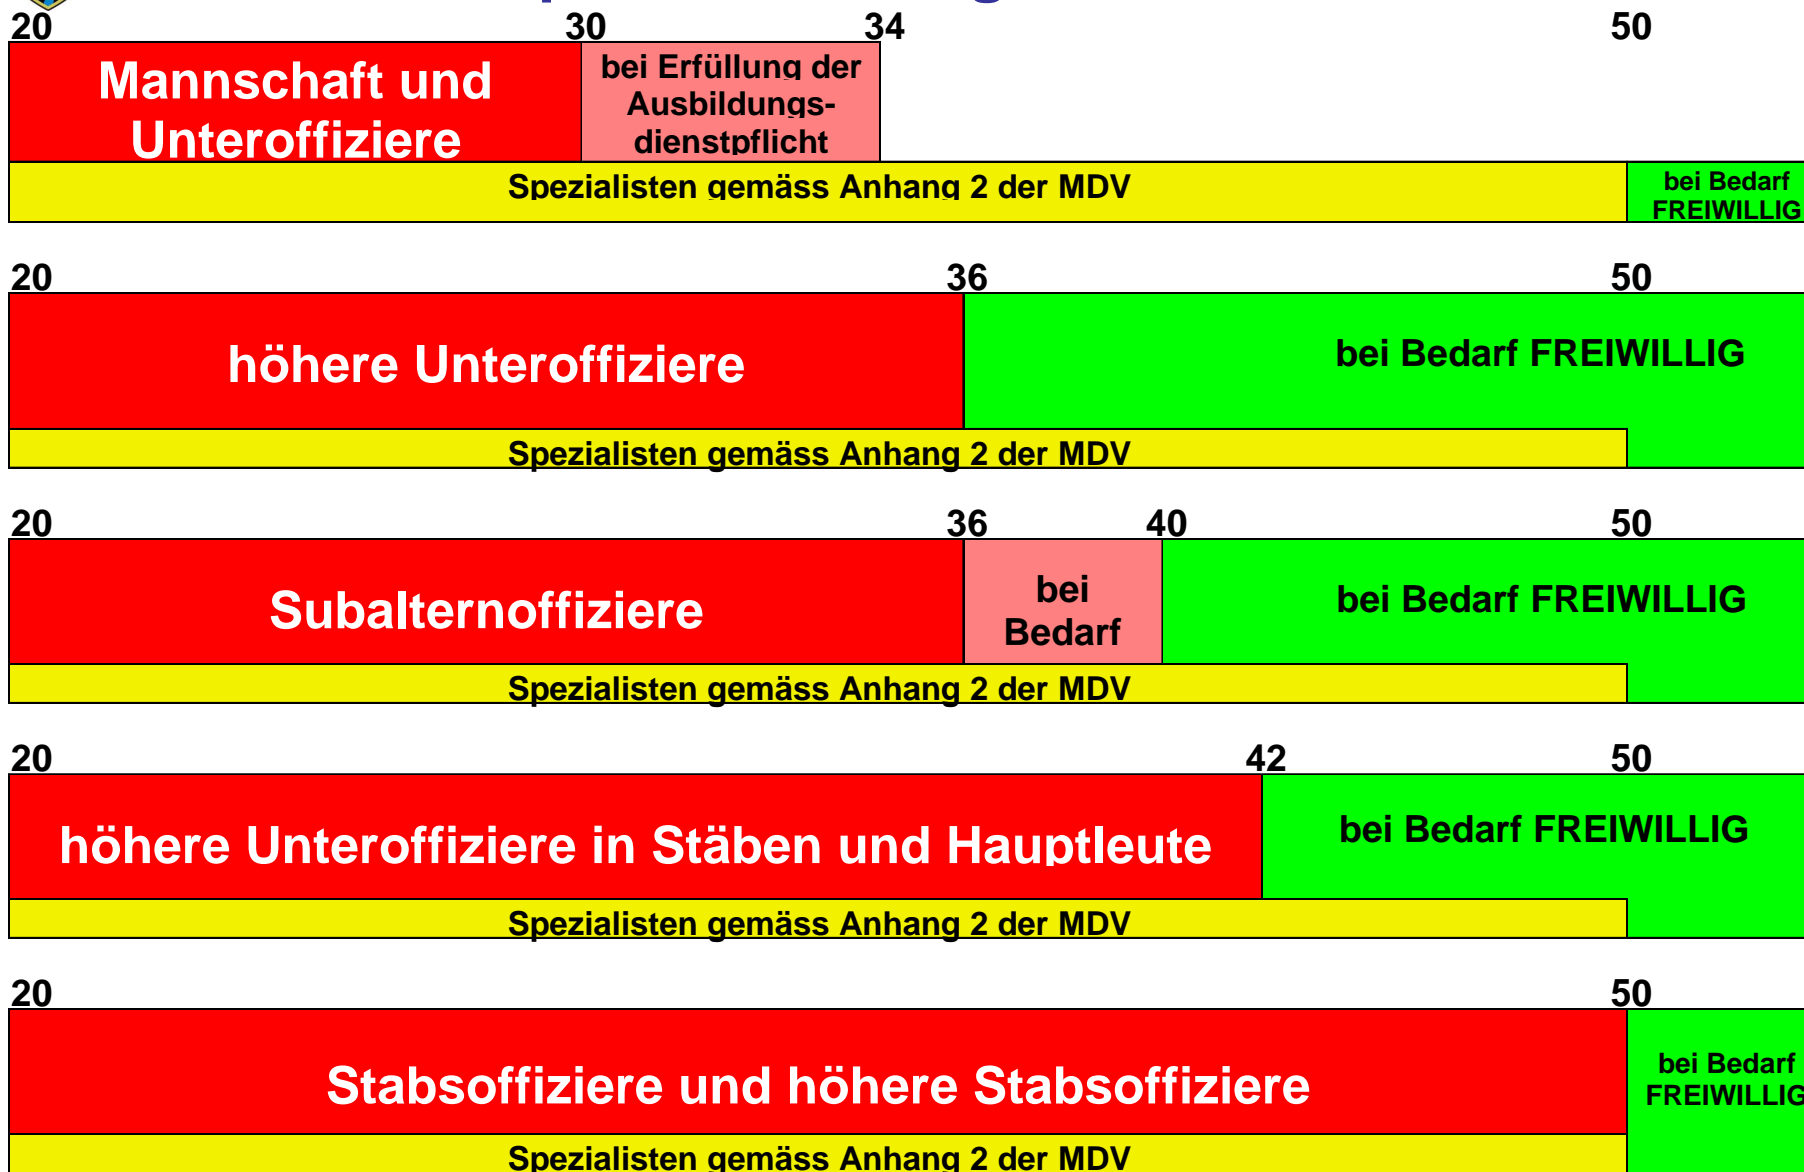 20 30 34 50
Mannschaft und
Unteroffiziere
bei Erfüllung der
Ausbildungs-
dienstpflicht
Spezialisten gemäss Anhang 2 der MDV
bei Bedarf
FREIWILLIG
20 36 50
höhere Unteroffiziere
bei Bedarf FREIWILLIG
Spezialisten gemäss Anhang 2 der MDV
20 36 40 50
Subalternoffiziere
bei
Bedarf
bei Bedarf FREIWILLIG
Spezialisten gemäss Anhang 2 der MDV
20 42 50
höhere Unteroffiziere in Stäben und Hauptleute
bei Bedarf FREIWILLIG
Spezialisten gemäss Anhang 2 der MDV
20 50
Stabsoffiziere und höhere Stabsoffiziere
bei Bedarf
FREIWILLIG
Spezialisten gemäss Anhang 2 der MDV